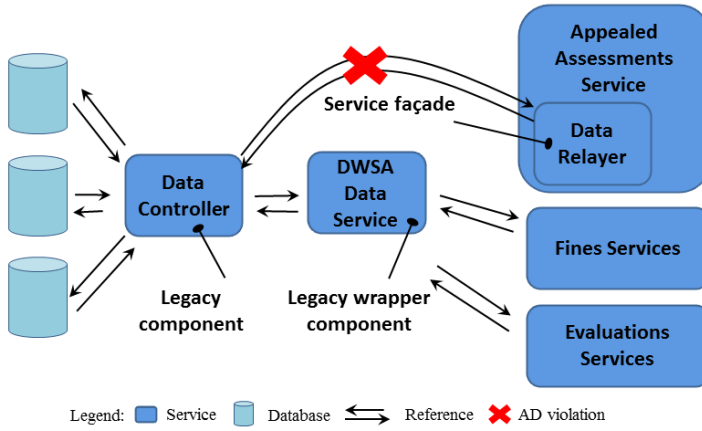 Appealed
Assessments
Service
Service façade
Data
Relayer
Data
Controller
DWSA
Data
Service
Fines Services
Legacy
component
Legacy wrapper
component
Evaluations
Services
Legend: Service Database Reference AD violation